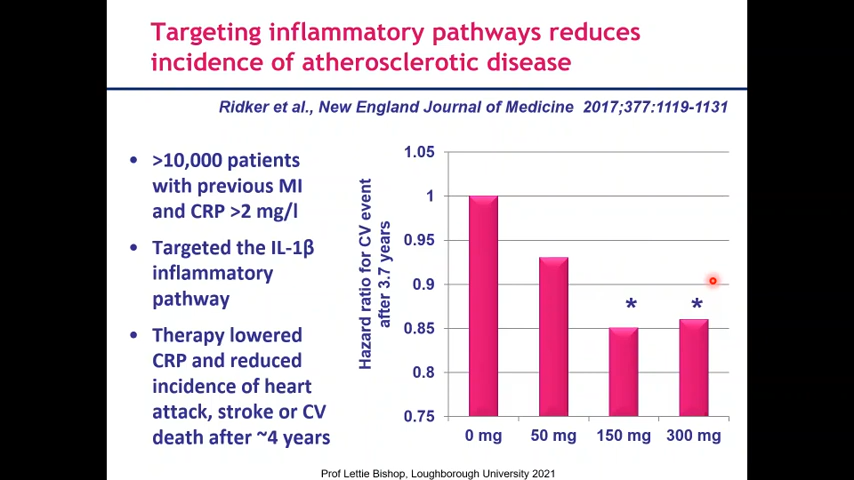 Targeting inflammatory pathways reduces
incidence of atherosclerotic disease
Ridker et al., New England Journal of Medicine 2017;377:1119-1131
• >10,000 patients
with previous MI
and CRP >2 mg/l
• Targeted the IL-1β
inflammatory
pathway
• Therapy lowered
CRP and reduced
incidence of heart
attack, stroke or CV
death after ~4 years
Hazard ratio for CV event
after 3.7 years
1.05
1
0.95
0.9
0.85
0.8
0.75
* *
0 mg 50 mg 150 mg 300 mg
Prof Lettie Bishop, Loughborough University 2021